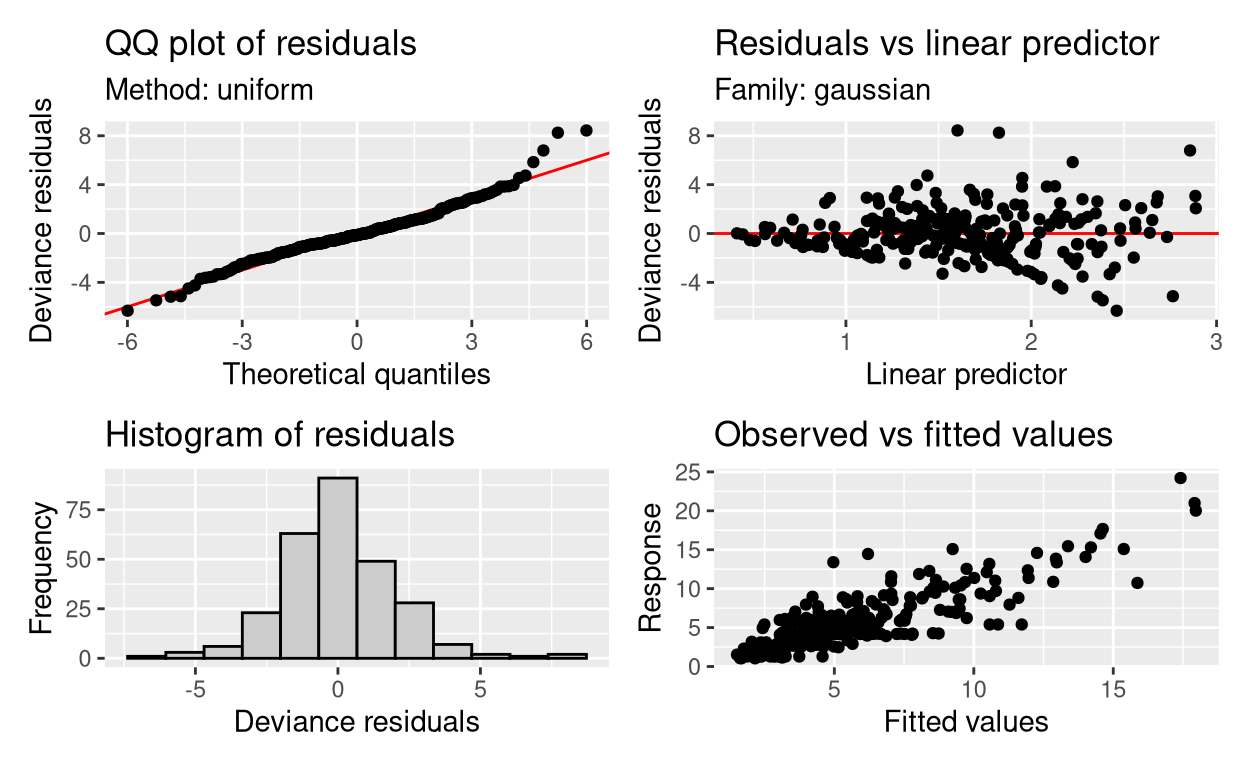 QQ plot of residuals
Method: uniform
Deviance residuals
8
4
0
-4
-6 -3 0 3 6
Theoretical quantiles
Residuals vs linear predictor
Family: gaussian
Deviance residuals
8
4
0
-4
1 2 3
Linear predictor
Histogram of residuals
Frequency
75
50
25
0
-5 0 5
Deviance residuals
Observed vs fitted values
Response
25
20
15
10
5
0
5 10 15
Fitted values